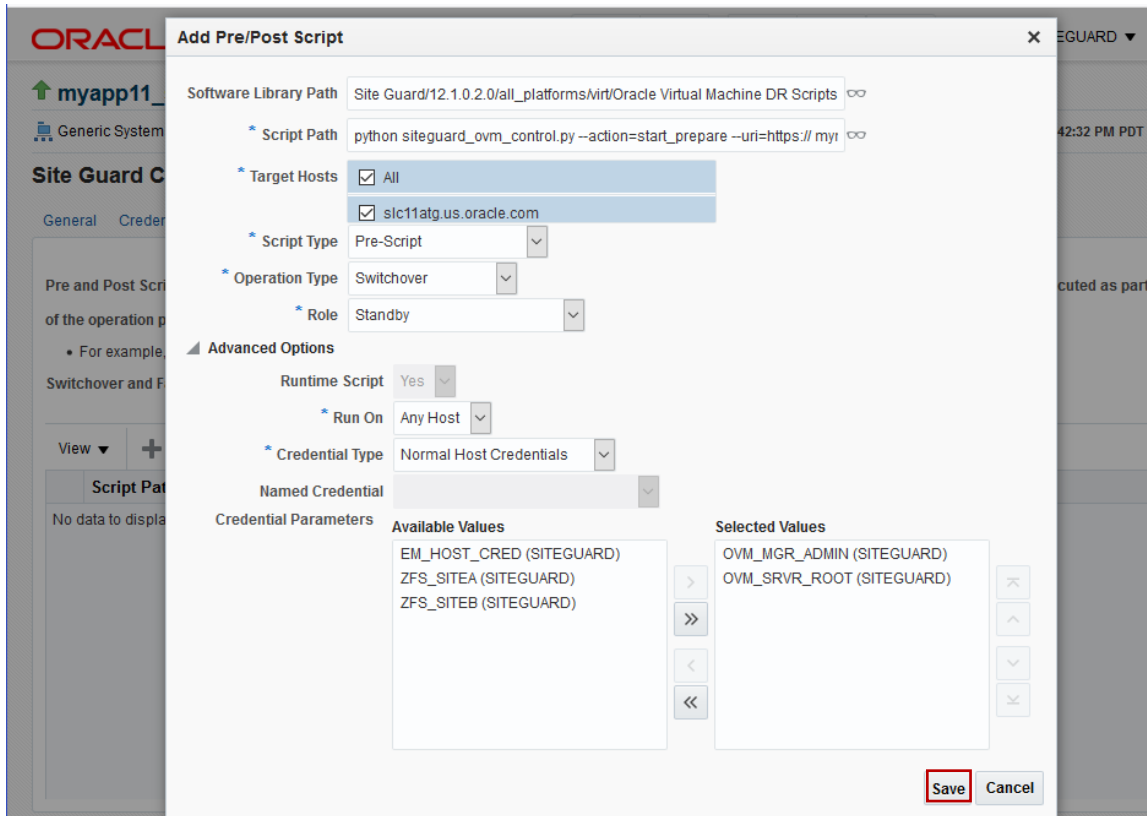 ORACL
EGUARD
Add Pre/Post Script
myapp11_
Software Library Path Site Guard/12.1.0.2.0/all_platforms/virt/Oracle Virtual Machine DR Scripts
Generic System
* Script Path python siteguard_ovm_control.py --action=start_prepare --uri=https:// myr
42:32 PM PDT
Site Guard C
* Target Hosts All
slc11atg.us.oracle.com
General Creder
* Script Type Pre-Script
* Operation Type Switchover
Pre and Post Scri
cuted as part
* Role Standby
of the operation p
Advanced Options
• For example,
Runtime Script Yes
Switchover and F
* Run On Any Host
View
* Credential Type Normal Host Credentials
Script Pat
Named Credential
No data to displa
Credential Parameters
Available Values Selected Values
EM_HOST_CRED (SITEGUARD) OVM_MGR_ADMIN (SITEGUARD)
ZFS_SITEA (SITEGUARD) OVM_SRVR_ROOT (SITEGUARD)
ZFS_SITEB (SITEGUARD)
Save Cancel